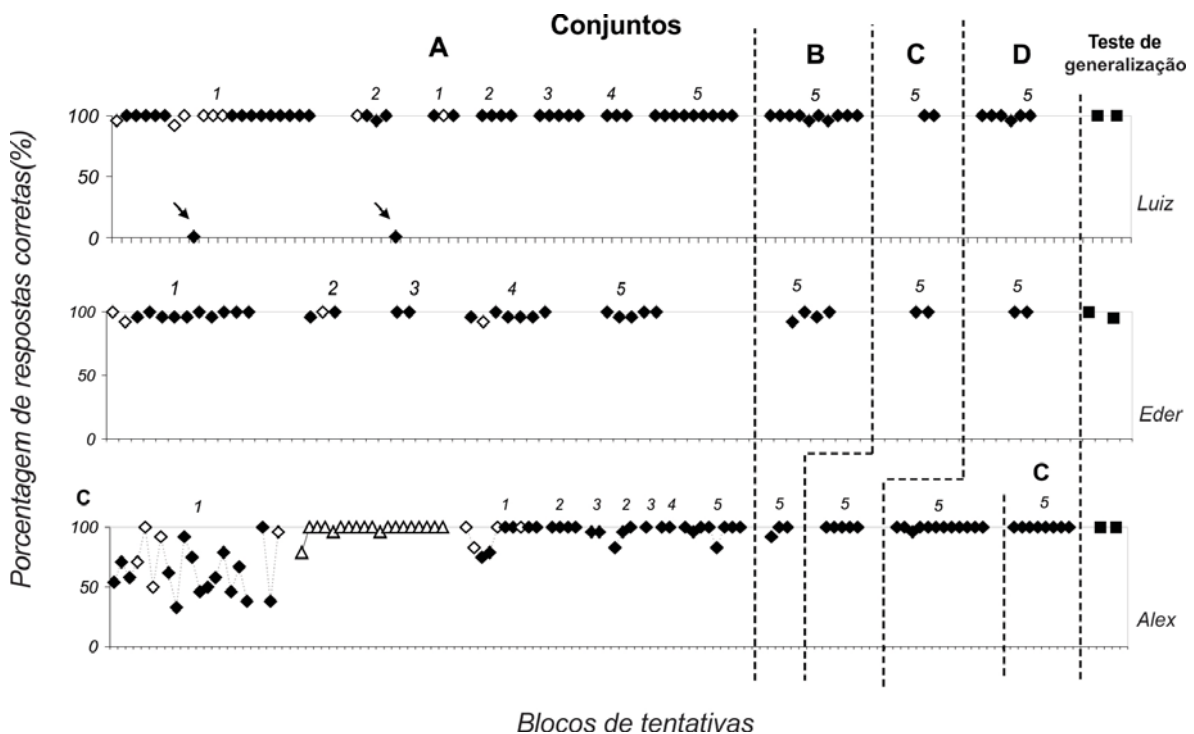 Conjuntos
A
B
C
D
Teste de
generalização
1 2 1 2 3 4 5 5 5 5
100
50
0
Luiz
1 2 3 4 5 5 5 5
100
50
0
Eder
C
C
1 1 2 3 2 3 4 5 5 5 5 5
100
50
0
Alex
Porcentagem de respostas corretas(%)
Blocos de tentativas